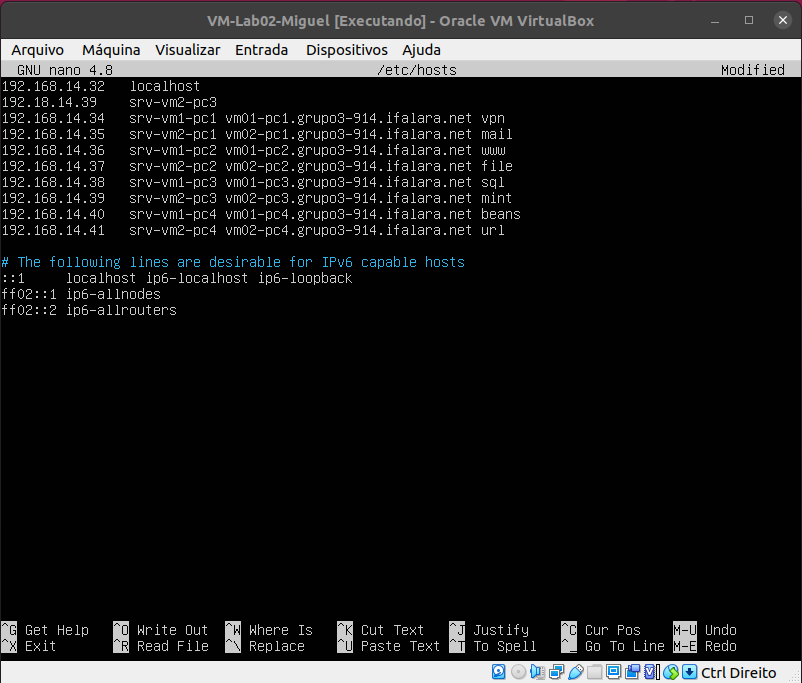 VM-Lab02-Miguel [Executando] - Oracle VM VirtualBox
Arquivo Máquina Visualizar Entrada Dispositivos Ajuda
GNU nano 4.8 /etc/hosts Modified
192.168.14.32 localhost
192.18.14.39 srv-vm2-pc3
192.168.14.34 srv-vm1-pc1 vm01-pc1.grupo3-914.ifalara.net vpn
192.168.14.35 srv-vm2-pc1 vm02-pc1.grupo3-914.ifalara.net mail
192.168.14.36 srv-vm1-pc2 vm01-pc2.grupo3-914.ifalara.net www
192.168.14.37 srv-vm2-pc2 vm02-pc2.grupo3-914.ifalara.net file
192.168.14.38 srv-vm1-pc3 vm01-pc3.grupo3-914.ifalara.net sql
192.168.14.39 srv-vm2-pc3 vm02-pc3.grupo3-914.ifalara.net mint
192.168.14.40 srv-vm1-pc4 vm01-pc4.grupo3-914.ifalara.net beans
192.168.14.41 srv-vm2-pc4 vm02-pc4.grupo3-914.ifalara.net url
# The following lines are desirable for IPv6 capable hosts
::1 localhost ip6-localhost ip6-loopback
ff02::1 ip6-allnodes
ff02::2 ip6-allrouters
^G Get Help ^O Write Out ^W Where Is ^K Cut Text ^J Justify ^C Cur Pos M-U Undo
^X Exit ^R Read File ^\ Replace ^U Paste Text ^T To Spell ^_ Go To Line M-E Redo
Ctrl Direito